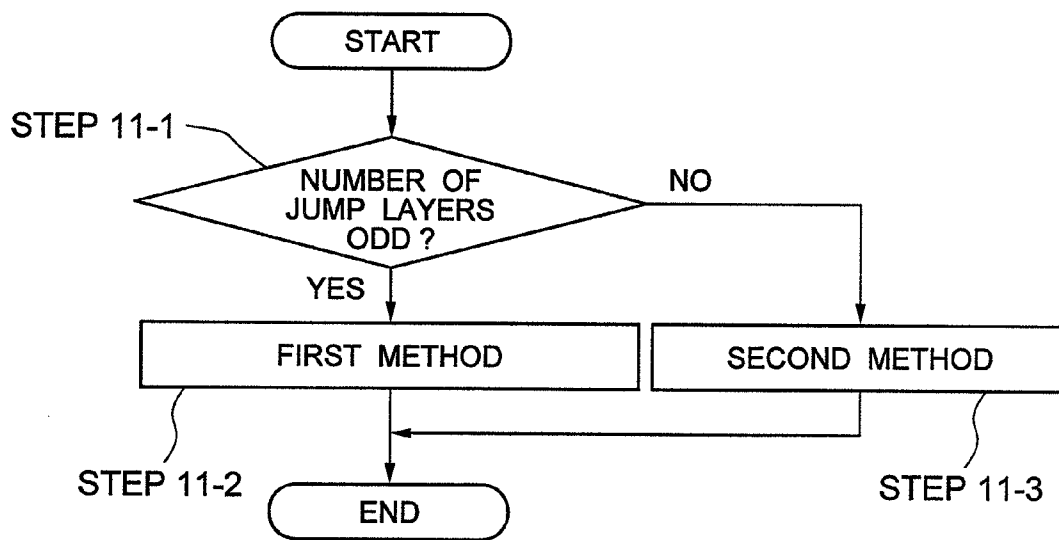 START
STEP 11-1
NUMBER OF
JUMP LAYERS
ODD ?
NO
YES
FIRST METHOD
SECOND METHOD
STEP 11-2
STEP 11-3
END